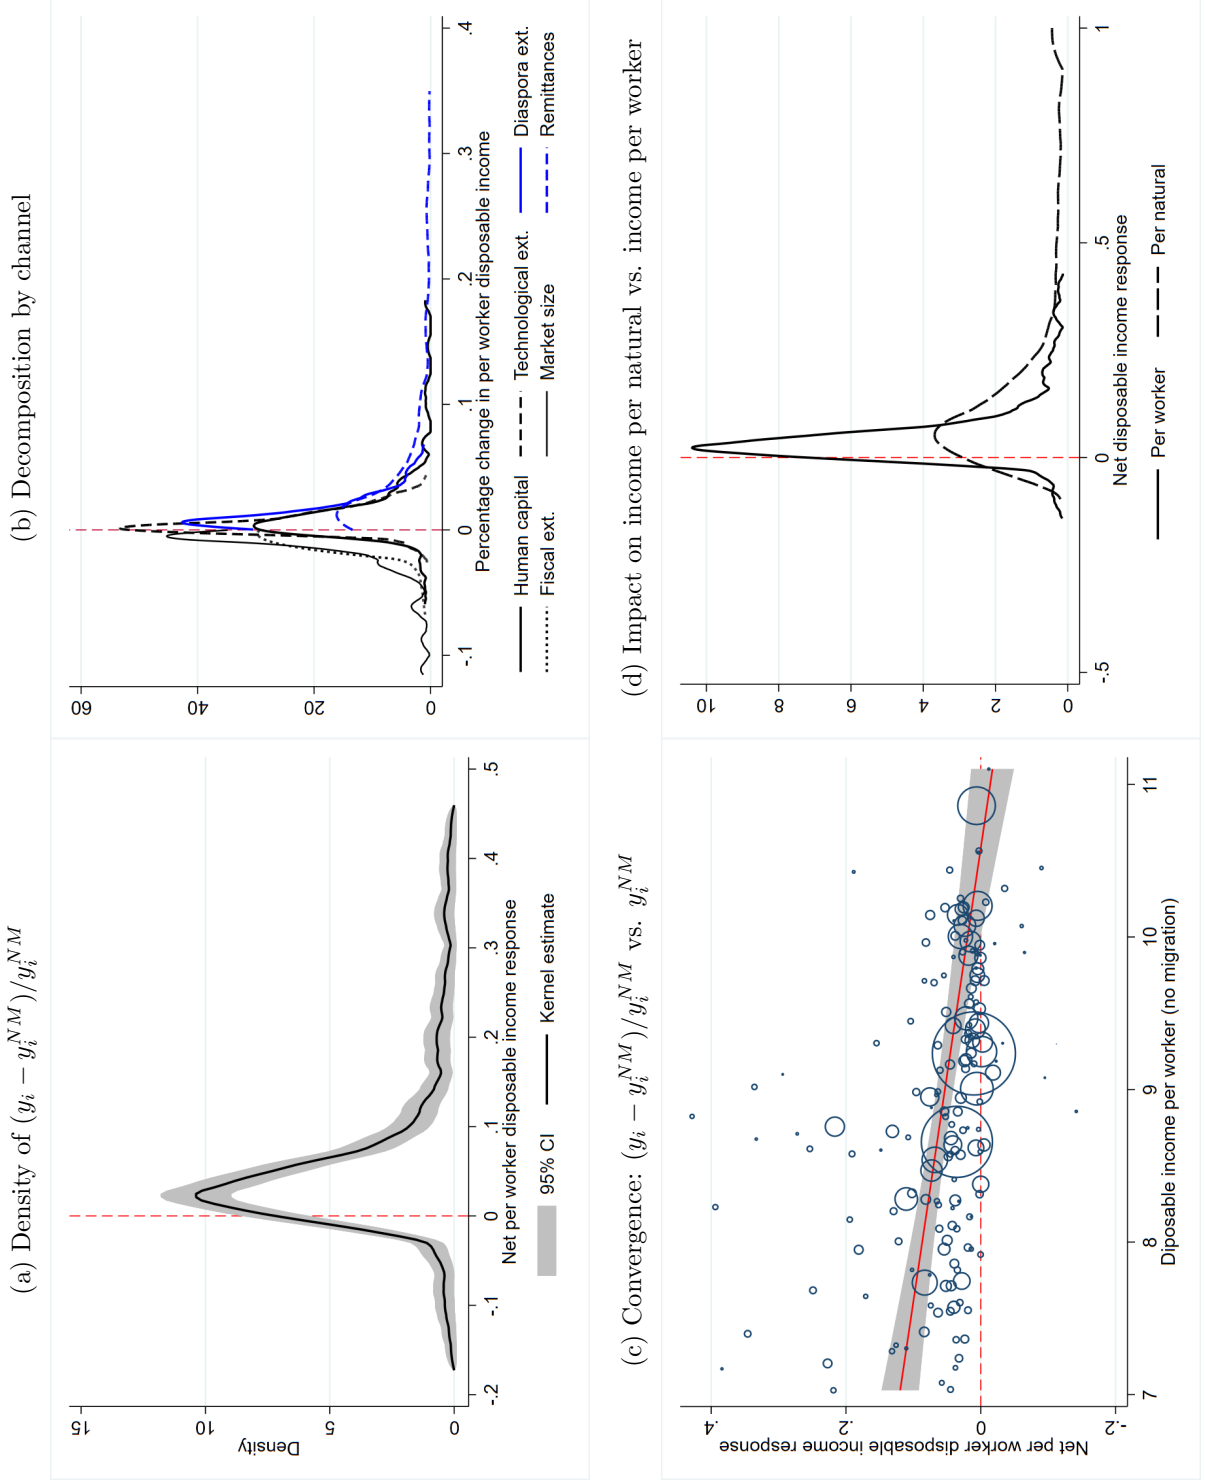 (a) Density of (y_i − y_i^{NM})/y_i^{NM}
Density
15
10
5
0
-.2
-.1
0
.1
.2
.3
.4
.5
Net per worker disposable income response
95% CI
Kernel estimate
(b) Decomposition by channel
60
40
20
0
-.1
0
.1
.2
.3
.4
Percentage change in per worker disposable income
Human capital
Technological ext.
Diaspora ext.
Fiscal ext.
Market size
Remittances
(c) Convergence: (y_i − y_i^{NM})/y_i^{NM} vs. y_i^{NM}
Net per worker disposable income response
.4
.2
0
-.2
7
8
9
10
11
Diposable income per worker (no migration)
(d) Impact on income per natural vs. income per worker
10
8
6
4
2
0
-.5
0
.5
1
Net disposable income response
Per worker
Per natural